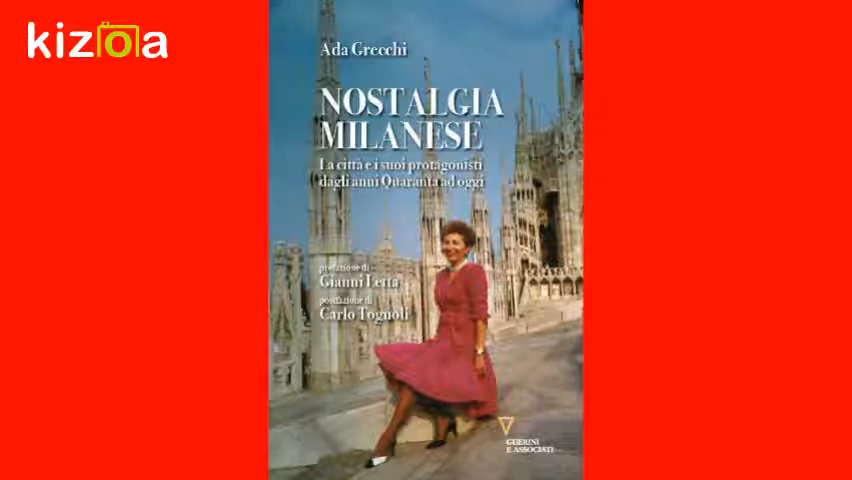 kizoa
Ada Grecchi
NOSTALGIA
MILANESE
La città e i suoi protagonisti
dagli anni Quaranta ad oggi
prefazione di
Gianni Letta
postfazione di
Carlo Tognoli
GUERINI
E ASSOCIATI